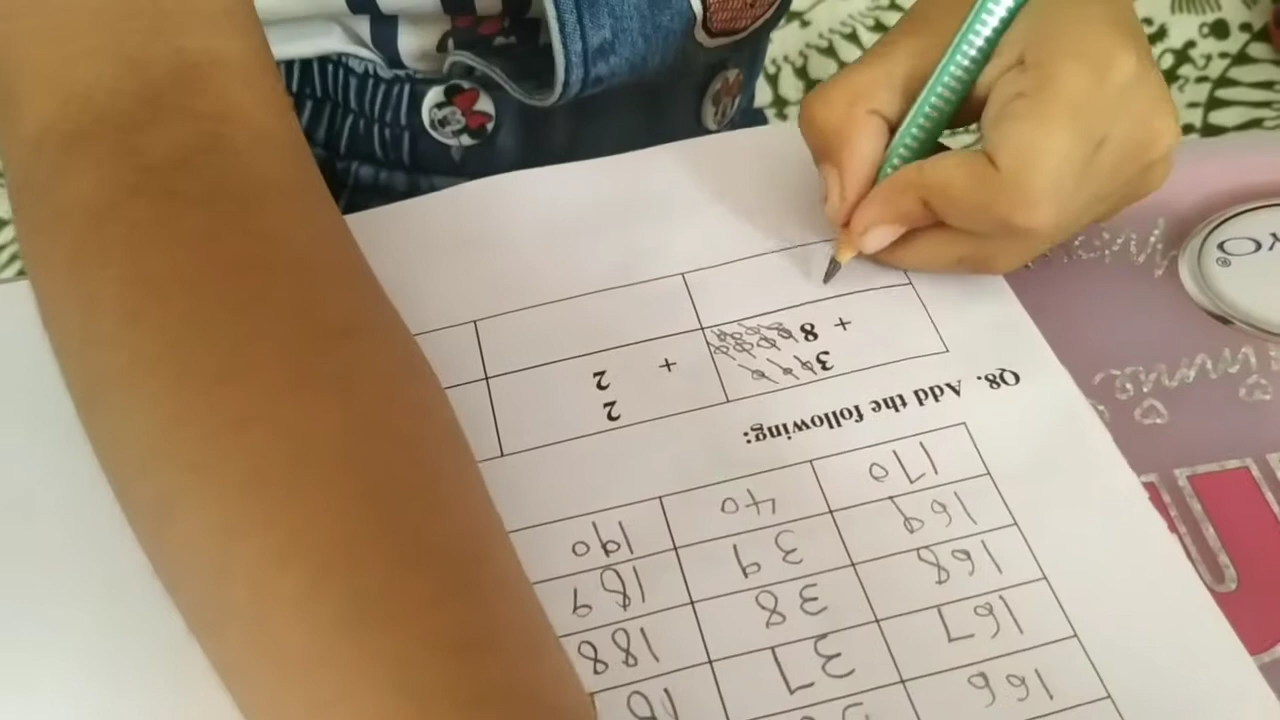 166
167 37
168 38 188
169 39 189
170 40 190
Q8. Add the following:
3 2
+ 8 + 2